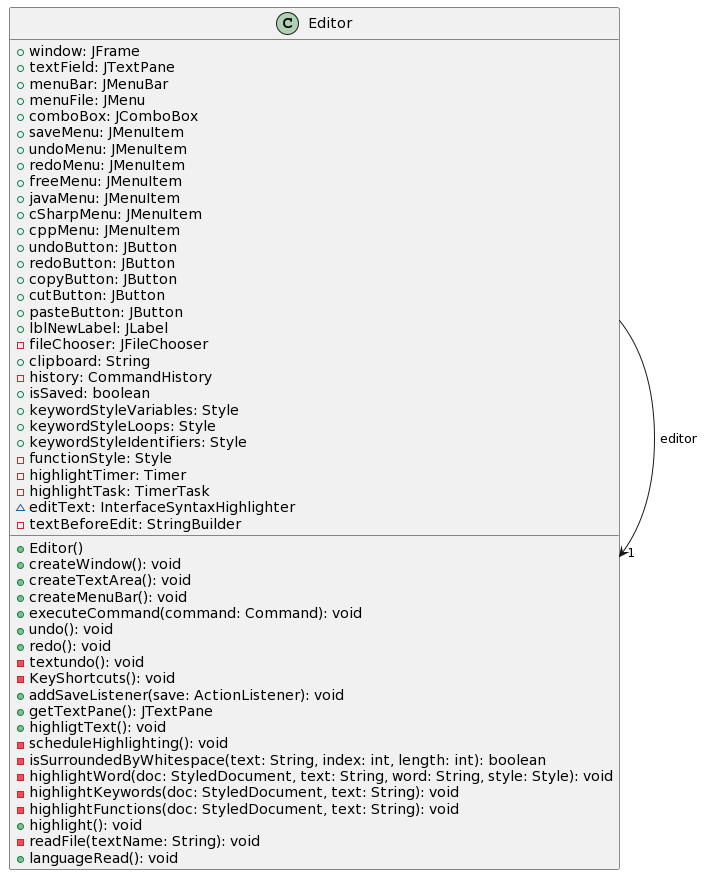 C Editor
window: JFrame
textField: JTextPane
menuBar: JMenuBar
menuFile: JMenu
comboBox: JComboBox
saveMenu: JMenuItem
undoMenu: JMenuItem
redoMenu: JMenuItem
freeMenu: JMenuItem
javaMenu: JMenuItem
cSharpMenu: JMenuItem
cppMenu: JMenuItem
undoButton: JButton
redoButton: JButton
copyButton: JButton
cutButton: JButton
pasteButton: JButton
lblNewLabel: JLabel
fileChooser: JFileChooser
clipboard: String
history: CommandHistory
isSaved: boolean
keywordStyleVariables: Style
keywordStyleLoops: Style
keywordStyleIdentifiers: Style
functionStyle: Style
highlightTimer: Timer
highlightTask: TimerTask
editText: InterfaceSyntaxHighlighter
textBeforeEdit: StringBuilder
Editor()
createWindow(): void
createTextArea(): void
createMenuBar(): void
executeCommand(command: Command): void
undo(): void
redo(): void
textundo(): void
KeyShortcuts(): void
addSaveListener(save: ActionListener): void
getTextPane(): JTextPane
highligtText(): void
scheduleHighlighting(): void
isSurroundedByWhitespace(text: String, index: int, length: int): boolean
highlightWord(doc: StyledDocument, text: String, word: String, style: Style): void
highlightKeywords(doc: StyledDocument, text: String): void
highlightFunctions(doc: StyledDocument, text: String): void
highlight(): void
readFile(textName: String): void
languageRead(): void
editor
1